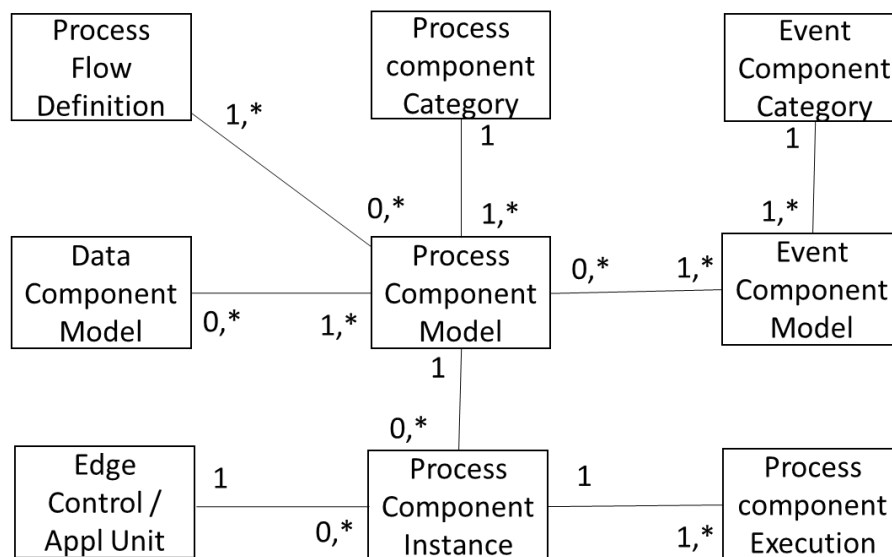 Process
Flow
Definition
Process
component
Category
Event
Component
Category
1,*
1
1
0,*
1,*
1,*
Data
Component
Model
Process
Component
Model
Event
Component
Model
0,*
1,*
0,*
1,*
1
0,*
Edge
Control /
Appl Unit
Process
Component
Instance
Process
component
Execution
1
0,*
1
1,*